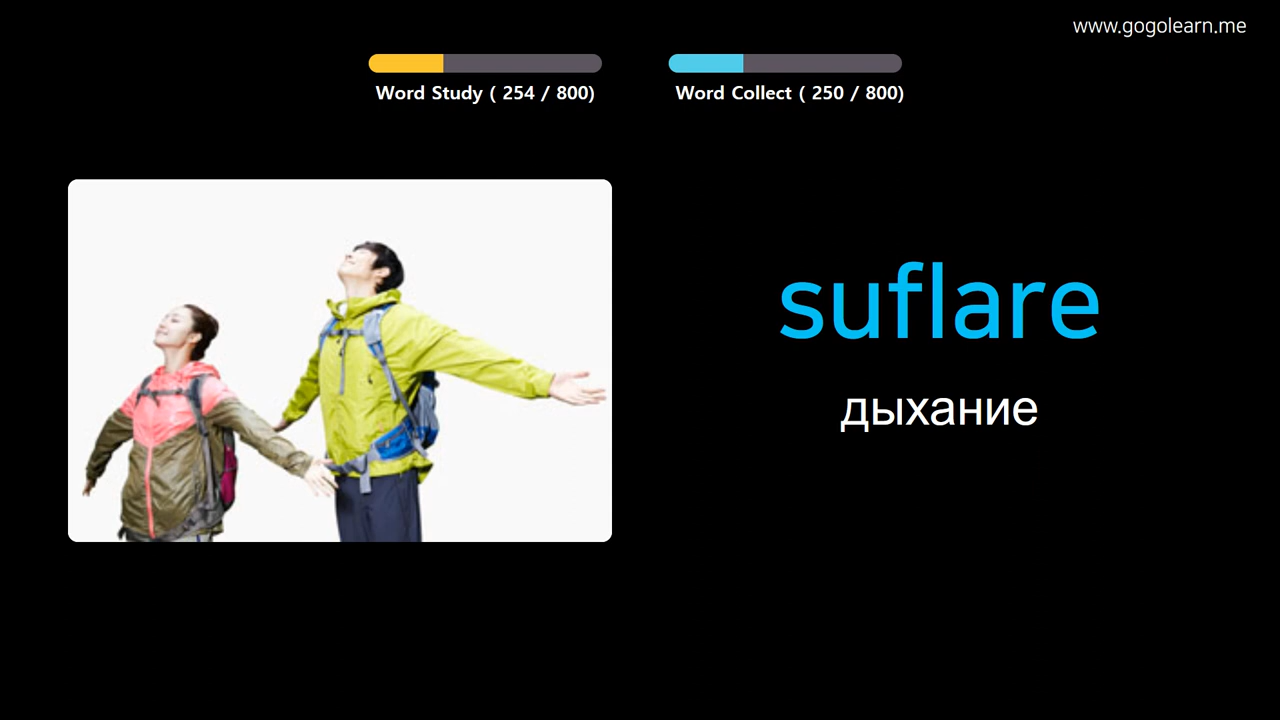 www.gogolearn.me
Word Study ( 254 / 800)
Word Collect ( 250 / 800)
suflare
дыхание